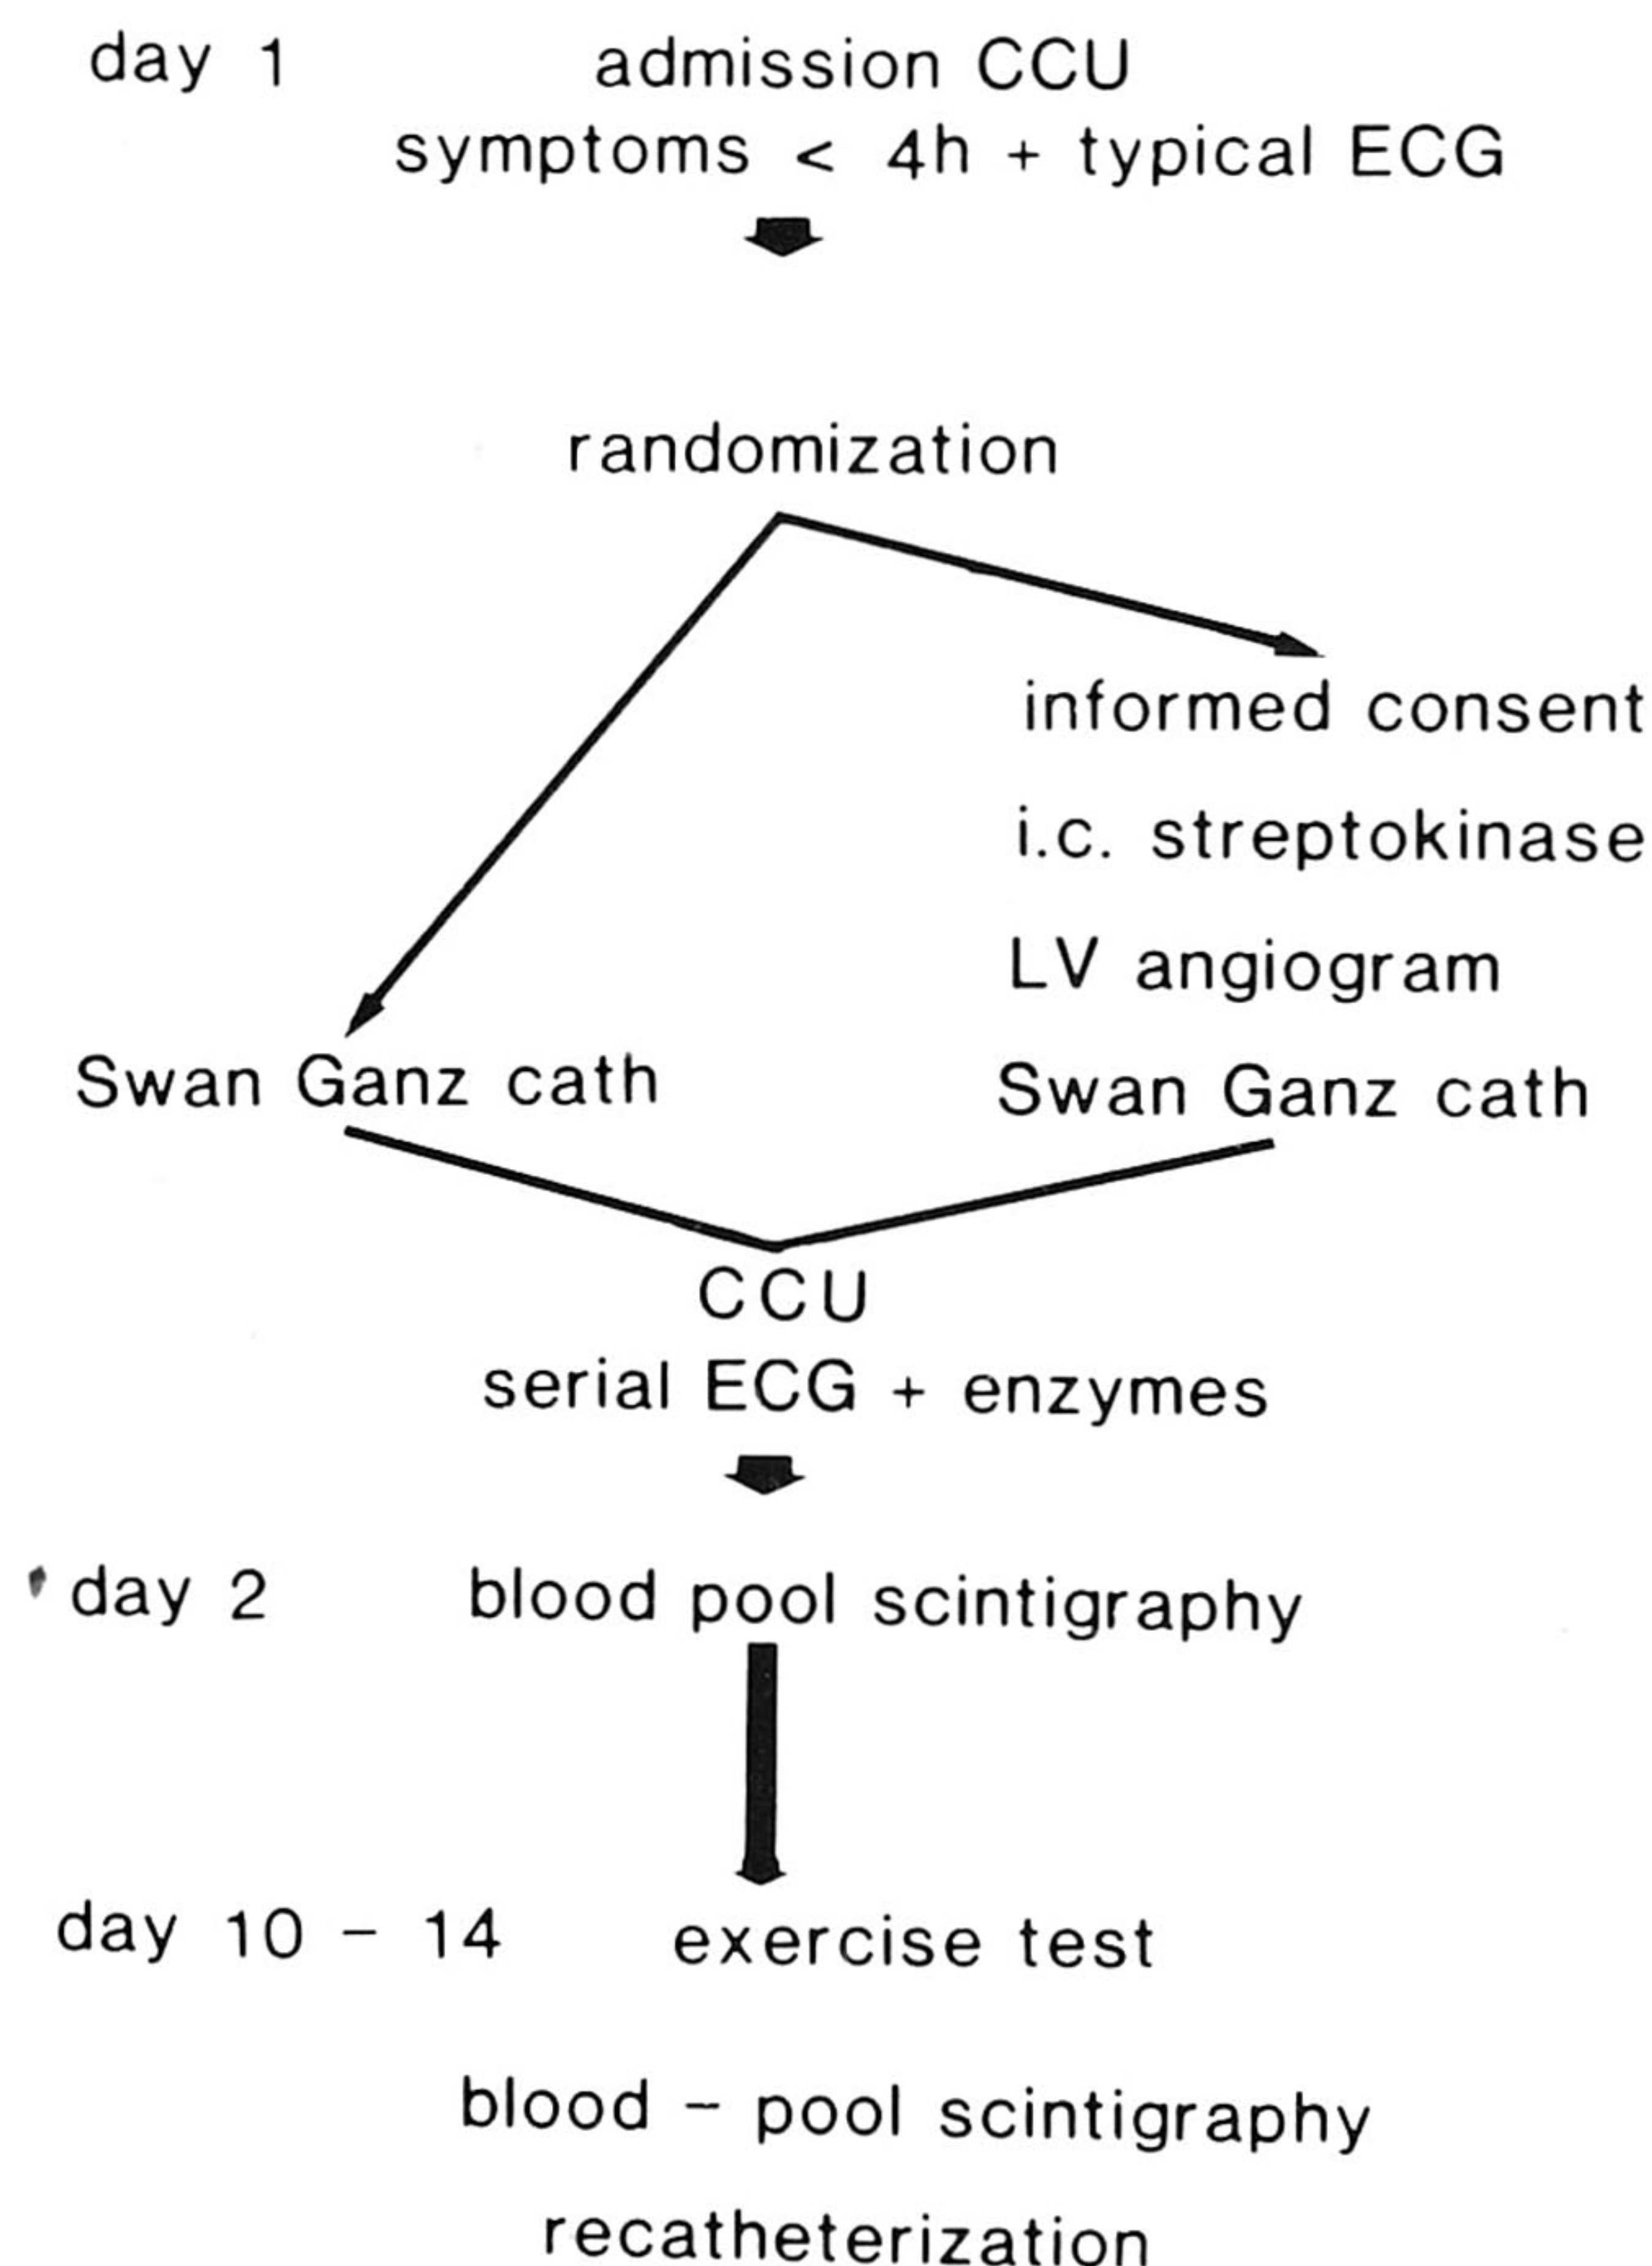 day 1 admission CCU
symptoms < 4h + typical ECG
randomization
informed consent
i.c. streptokinase
LV angiogram
Swan Ganz cath Swan Ganz cath
CCU
serial ECG + enzymes
day 2 blood pool scintigraphy
day 10 - 14 exercise test
blood - pool scintigraphy
recatheterization